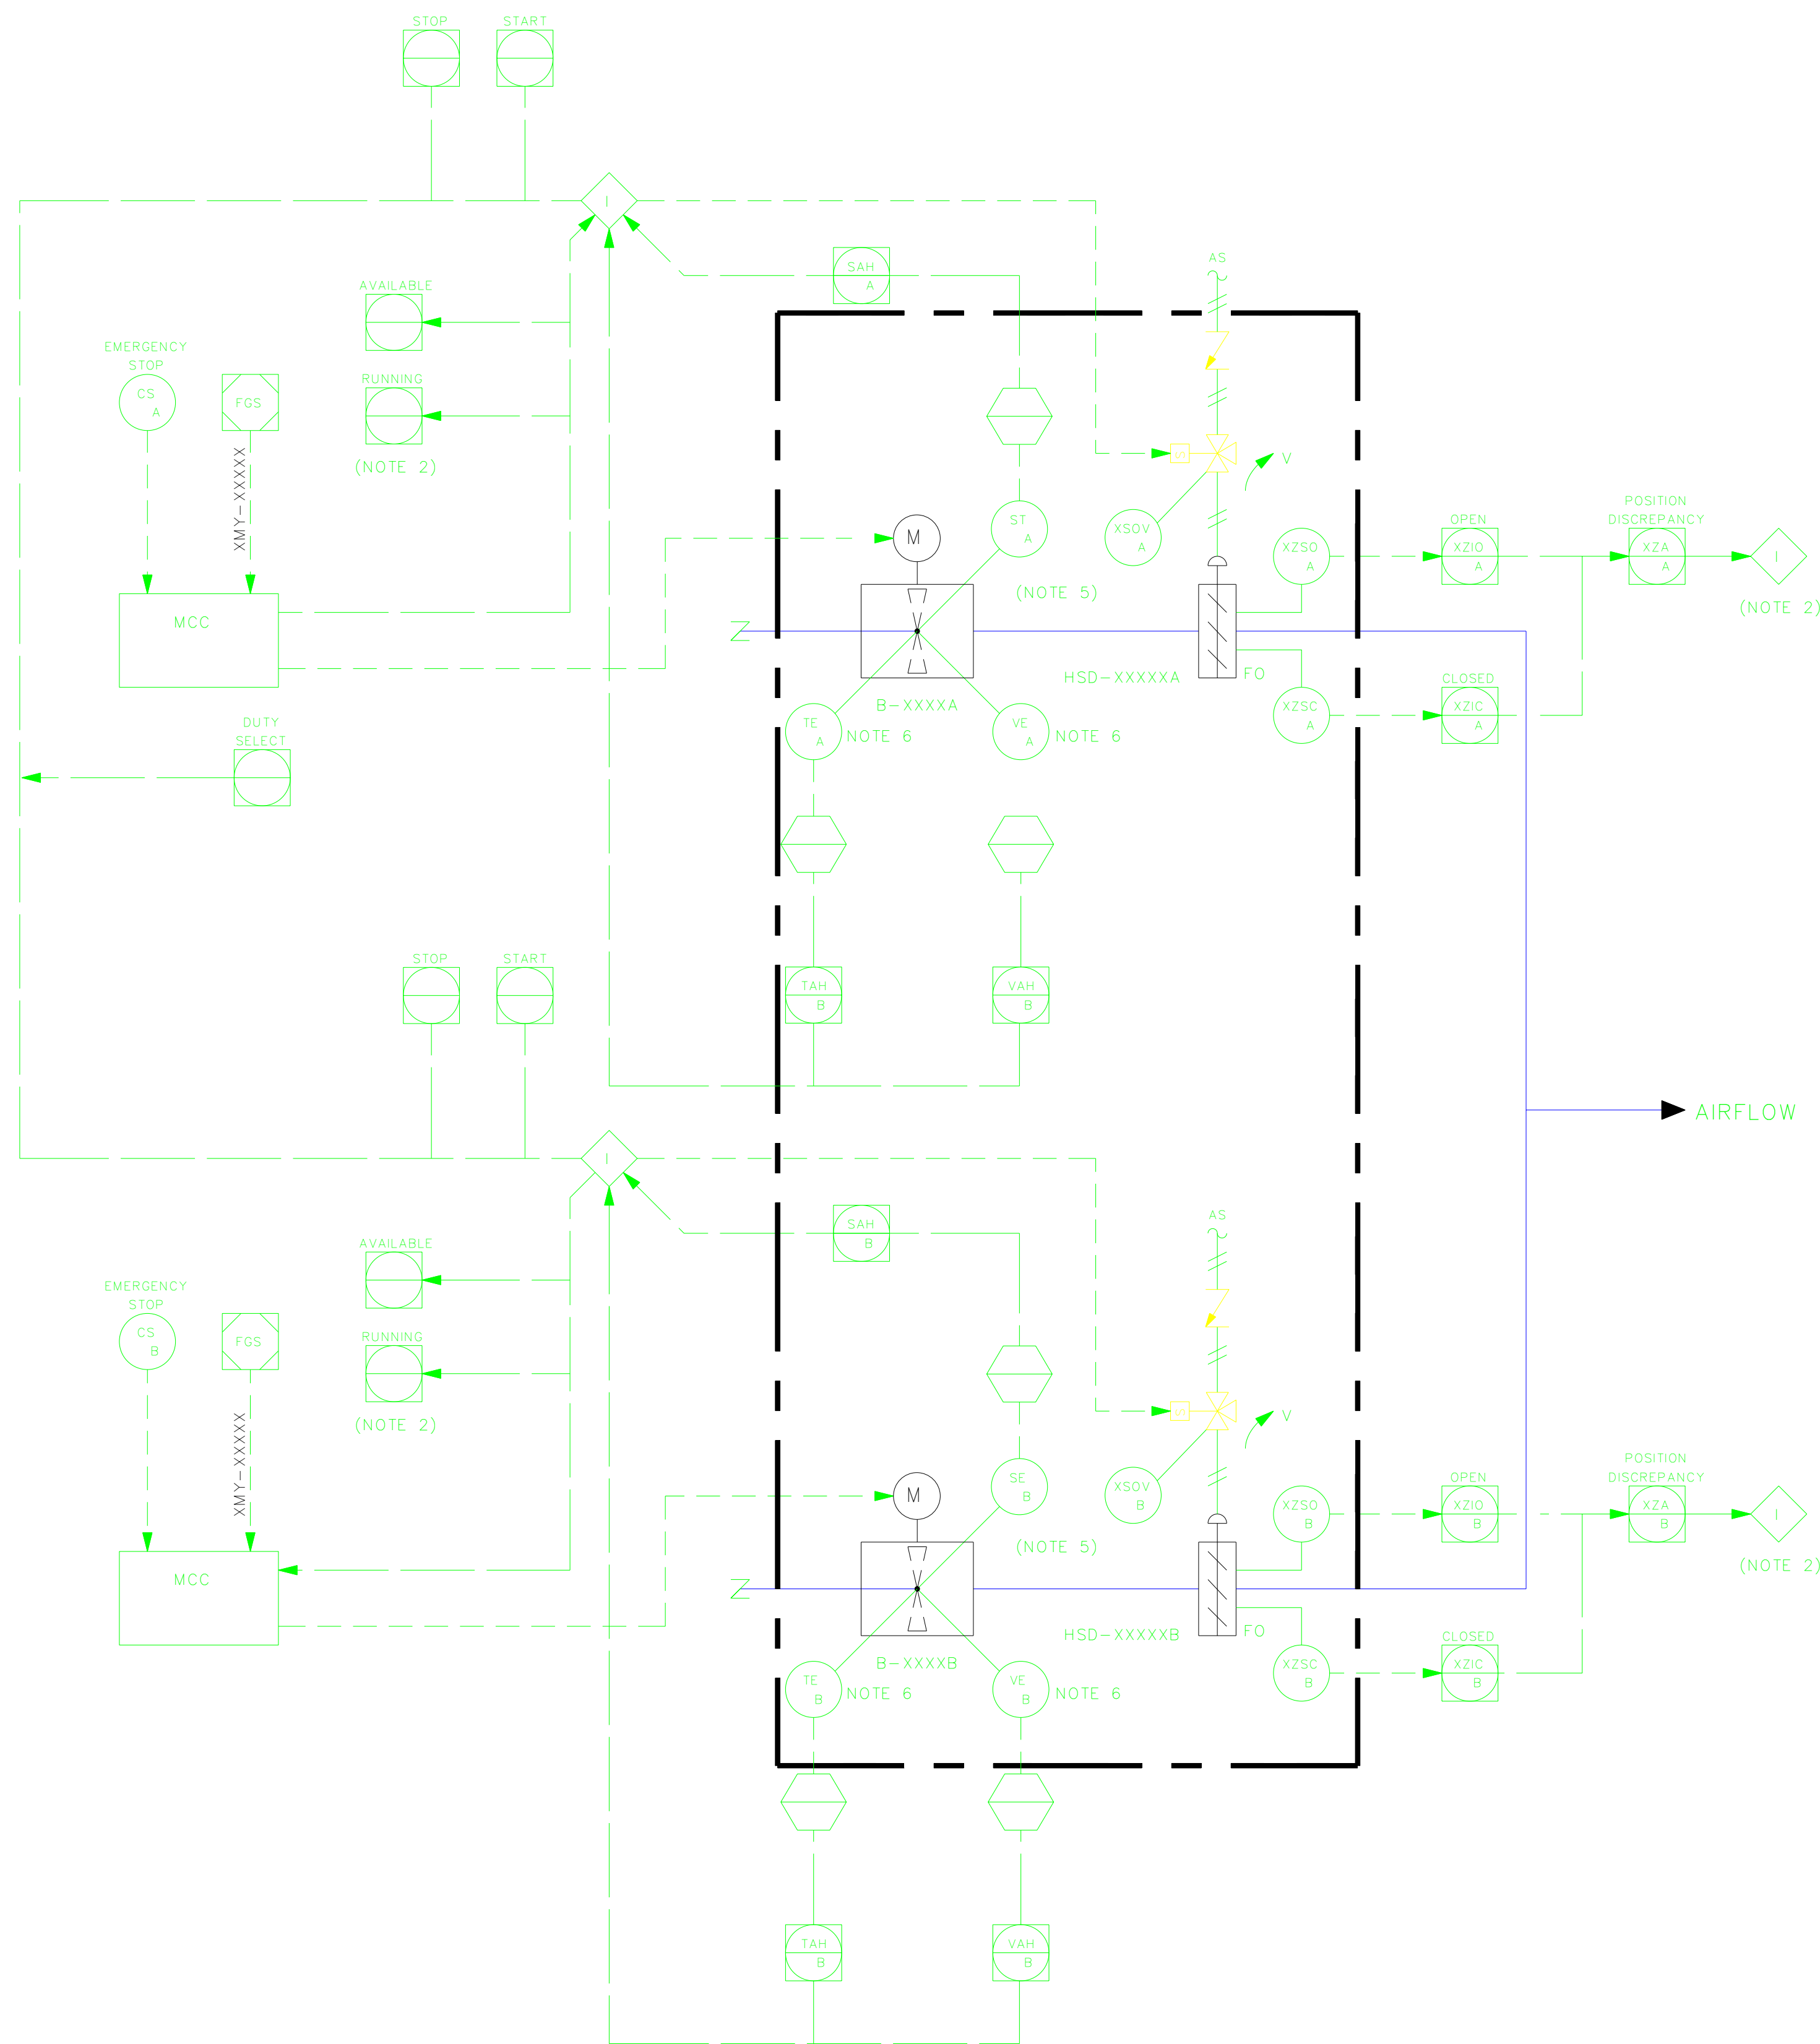 STOP
START
I
SAH
A
AS
AVAILABLE
EMERGENCY
STOP
CS
A
FGS
RUNNING
(NOTE 2)
XMY-XXXXX
S
V
XSOV
A
ST
A
M
(NOTE 5)
XZSO
A
OPEN
XZIO
A
POSITION
DISCREPANCY
XZA
A
I
(NOTE 2)
MCC
HSD-XXXXXA
FO
B-XXXXA
TE
A
NOTE 6
VE
A
NOTE 6
XZSC
A
CLOSED
XZIC
A
DUTY
SELECT
STOP
START
TAH
B
VAH
B
AIRFLOW
I
SAH
B
AS
AVAILABLE
EMERGENCY
STOP
CS
B
FGS
RUNNING
(NOTE 2)
XMY-XXXXX
S
V
XSOV
B
SE
B
M
(NOTE 5)
XZSO
B
OPEN
XZIO
B
POSITION
DISCREPANCY
XZA
B
I
(NOTE 2)
MCC
HSD-XXXXXB
FO
B-XXXXB
TE
B
NOTE 6
VE
B
NOTE 6
XZSC
B
CLOSED
XZIC
B
TAH
B
VAH
B